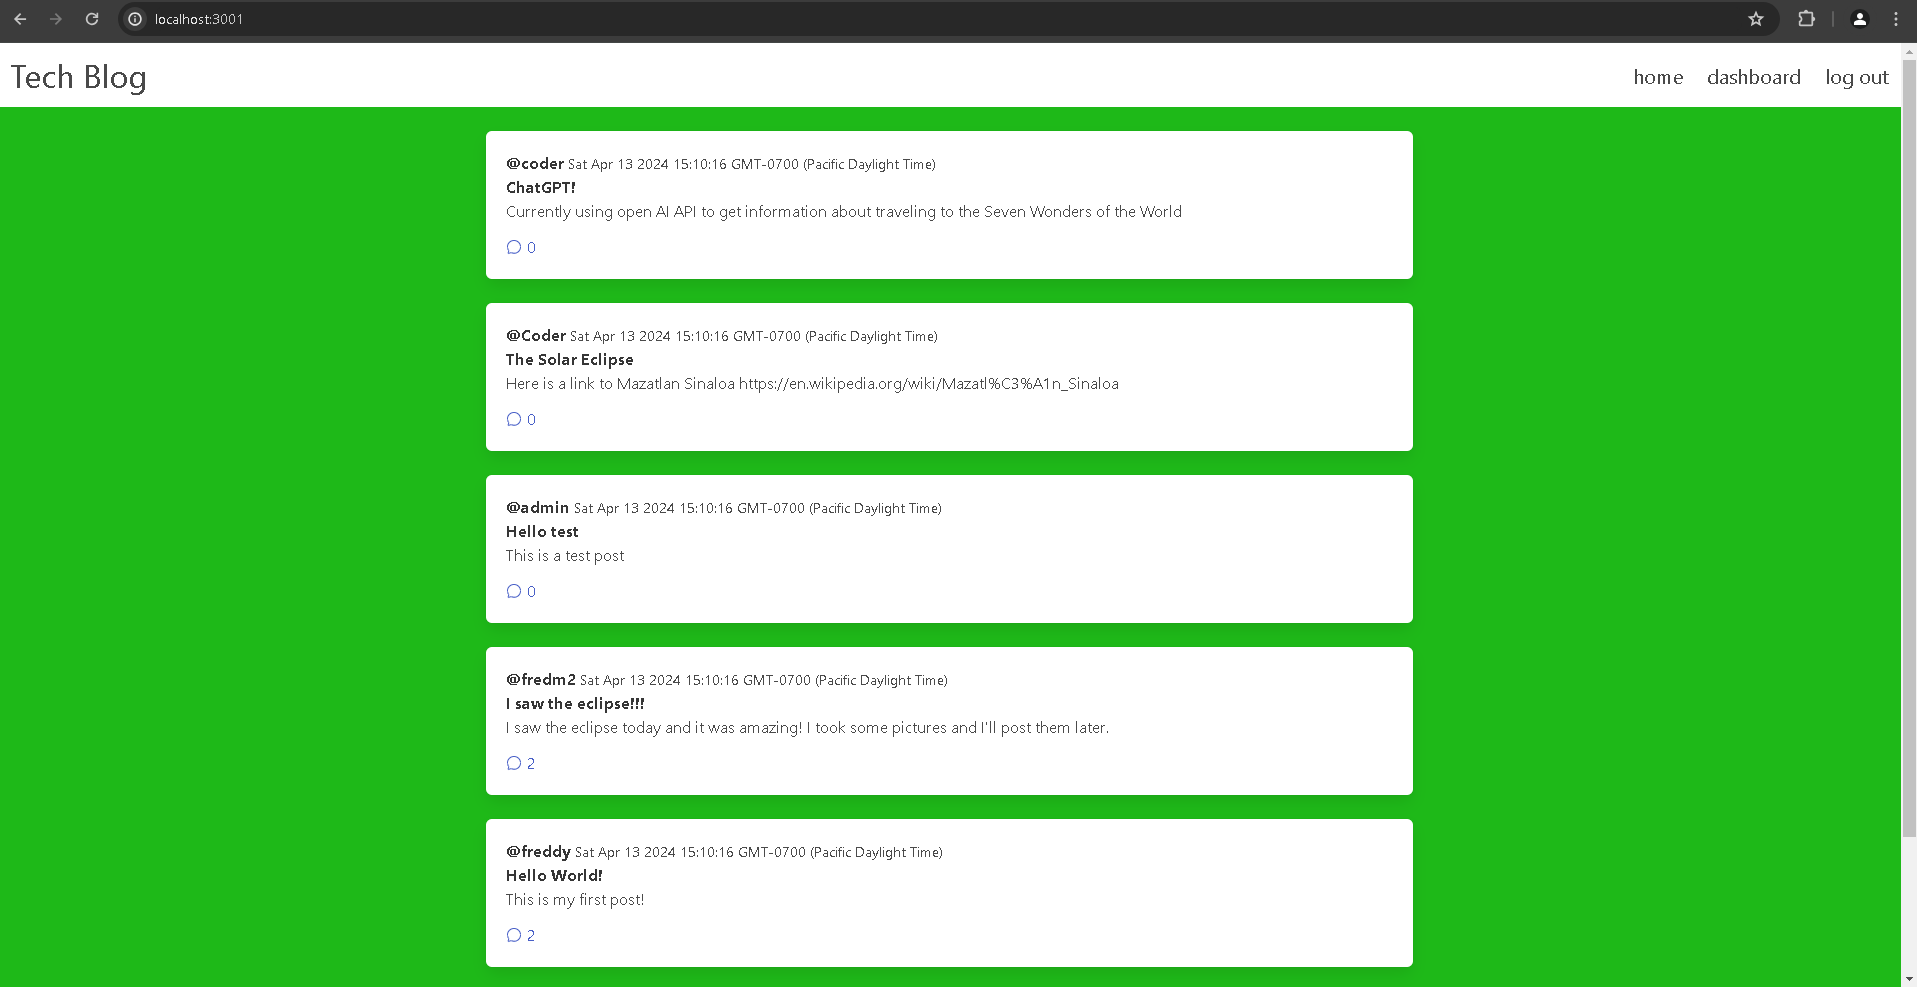 localhost:3001
Tech Blog
home dashboard log out
@coder Sat Apr 13 2024 15:10:16 GMT-0700 (Pacific Daylight Time)
ChatGPT!
Currently using open AI API to get information about traveling to the Seven Wonders of the World
0
@Coder Sat Apr 13 2024 15:10:16 GMT-0700 (Pacific Daylight Time)
The Solar Eclipse
Here is a link to Mazatlan Sinaloa https://en.wikipedia.org/wiki/Mazatl%C3%A1n_Sinaloa
0
@admin Sat Apr 13 2024 15:10:16 GMT-0700 (Pacific Daylight Time)
Hello test
This is a test post
0
@fredm2 Sat Apr 13 2024 15:10:16 GMT-0700 (Pacific Daylight Time)
I saw the eclipse!!!
I saw the eclipse today and it was amazing! I took some pictures and I'll post them later.
2
@freddy Sat Apr 13 2024 15:10:16 GMT-0700 (Pacific Daylight Time)
Hello World!
This is my first post!
2